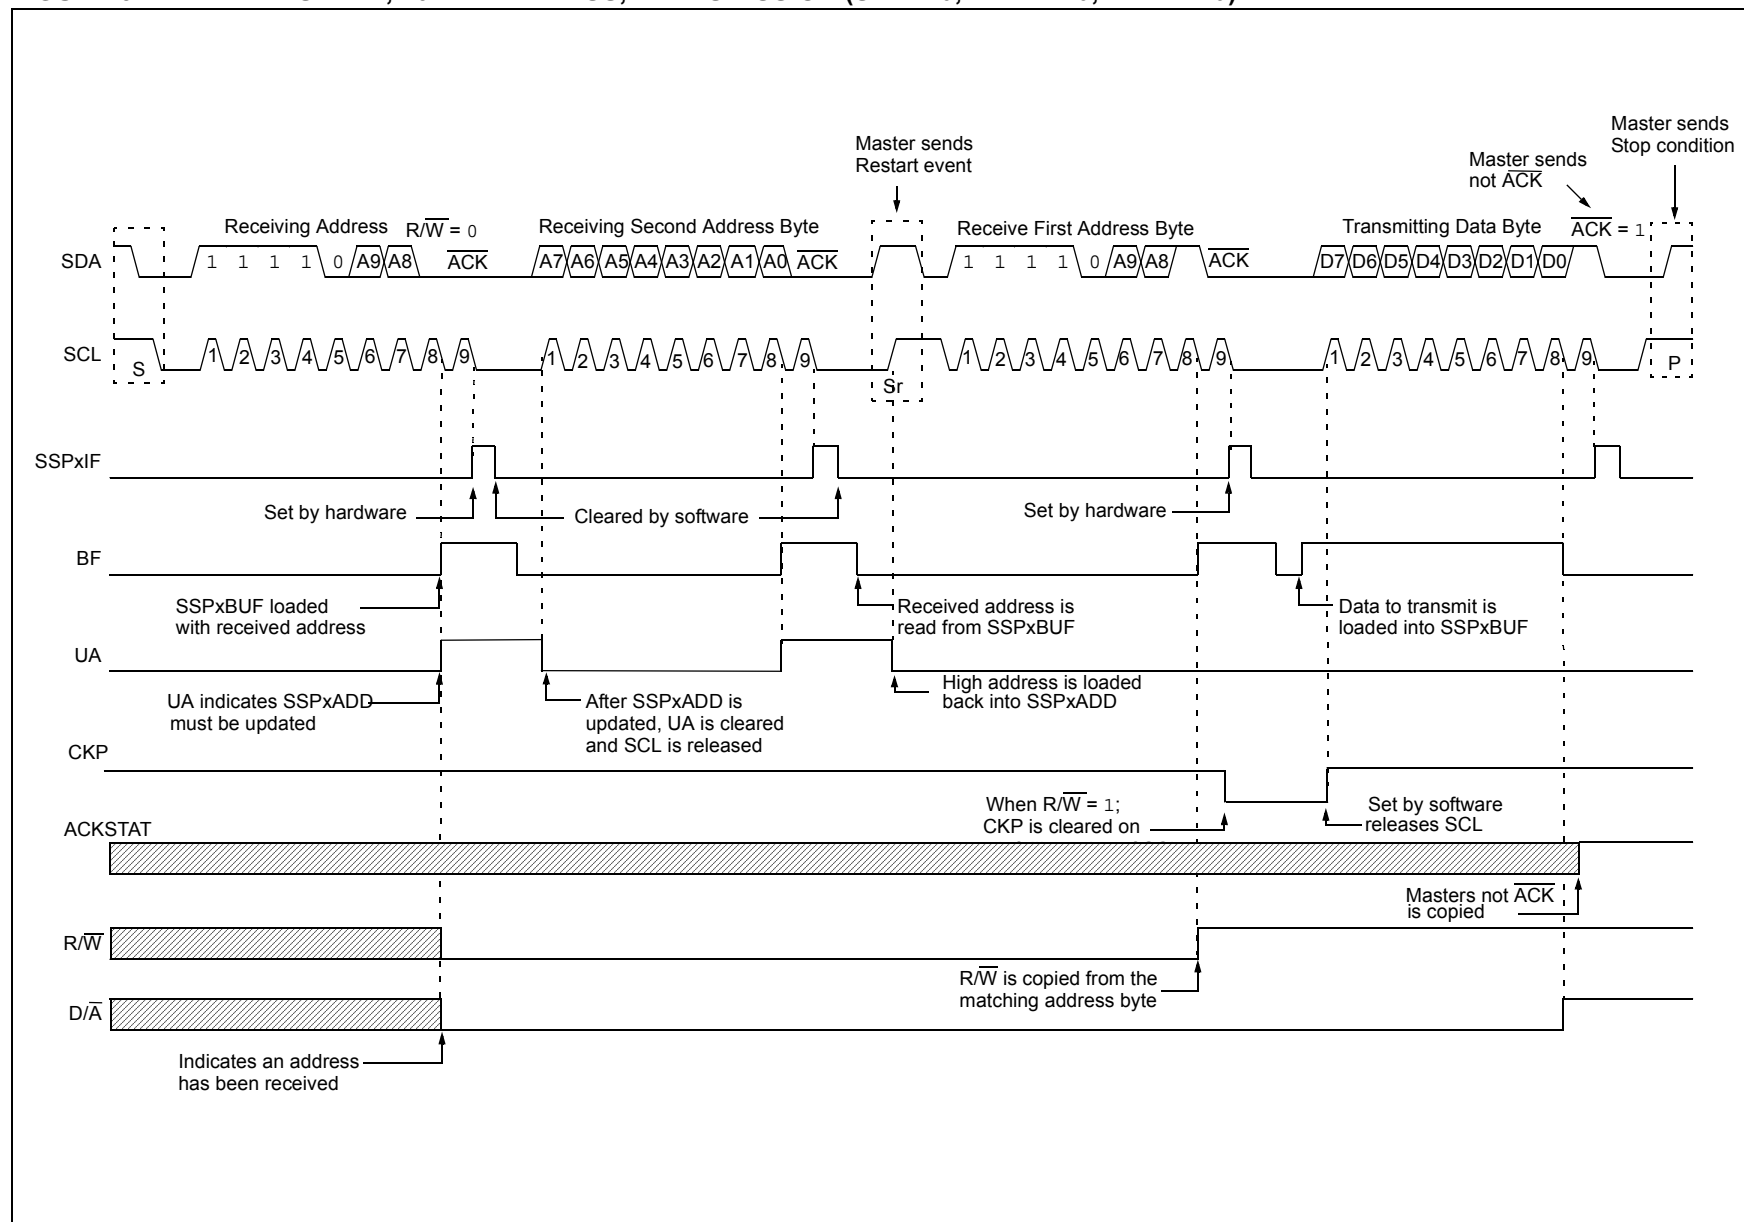 Master sends
Restart event
Master sends
not ACK
Master sends
Stop condition
Receiving Address R/W = 0
Receiving Second Address Byte
Receive First Address Byte
Transmitting Data Byte
ACK = 1
SDA 1 1 1 1 0 A9 A8 ACK A7 A6 A5 A4 A3 A2 A1 A0 ACK 1 1 1 1 0 A9 A8 ACK D7 D6 D5 D4 D3 D2 D1 D0
SCL S 1 2 3 4 5 6 7 8 9 1 2 3 4 5 6 7 8 9 Sr 1 2 3 4 5 6 7 8 9 1 2 3 4 5 6 7 8 9 P
SSPxIF
Set by hardware
Cleared by software
Set by hardware
BF
SSPxBUF loaded
with received address
Received address is
read from SSPxBUF
Data to transmit is
loaded into SSPxBUF
UA
UA indicates SSPxADD
must be updated
After SSPxADD is
updated, UA is cleared
and SCL is released
High address is loaded
back into SSPxADD
CKP
When R/W = 1;
CKP is cleared on
Set by software
releases SCL
ACKSTAT
Masters not ACK
is copied
R/W
R/W is copied from the
matching address byte
D/A
Indicates an address
has been received